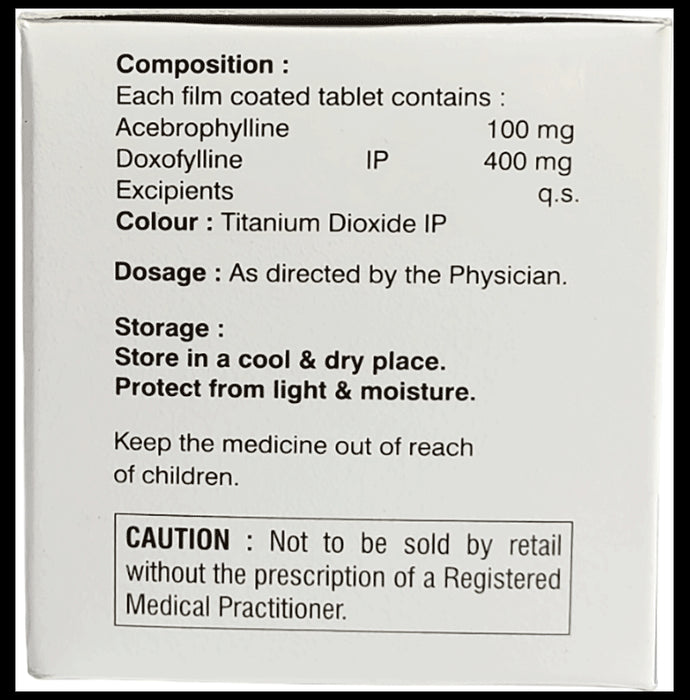 Composition :
Each film coated tablet contains :
Acebrophylline 100 mg
Doxofylline IP 400 mg
Excipients q.s.
Colour : Titanium Dioxide IP
Dosage : As directed by the Physician.
Storage :
Store in a cool & dry place.
Protect from light & moisture.
Keep the medicine out of reach
of children.
CAUTION : Not to be sold by retail
without the prescription of a Registered
Medical Practitioner.